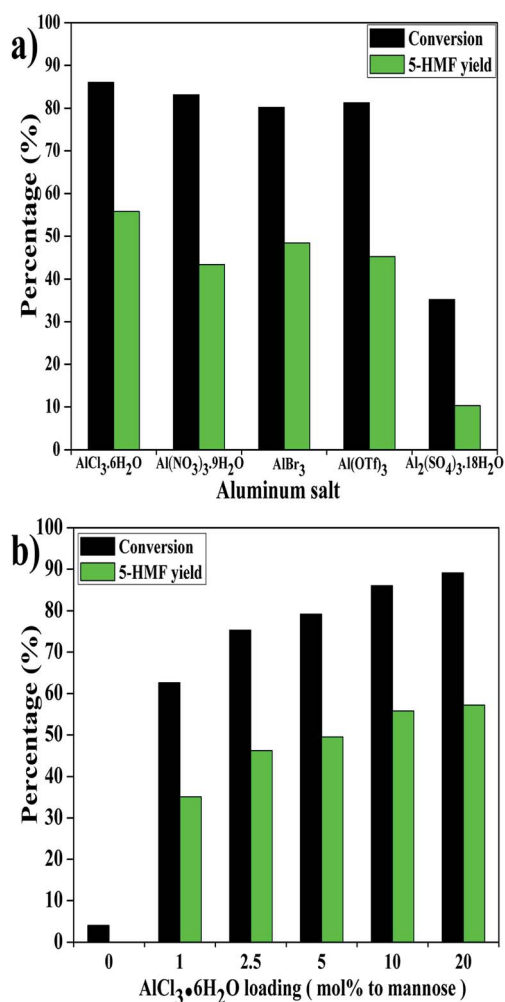 a)
Conversion
5-HMF yield
Percentage (%)
100
90
80
70
60
50
40
30
20
10
0
AlCl3.6H2O Al(NO3)3.9H2O AlBr3 Al(OTf)3 Al2(SO4)3.18H2O
Aluminum salt
b)
Conversion
5-HMF yield
Percentage (%)
100
90
80
70
60
50
40
30
20
10
0
0 1 2.5 5 10 20
AlCl3•6H2O loading ( mol% to mannose )